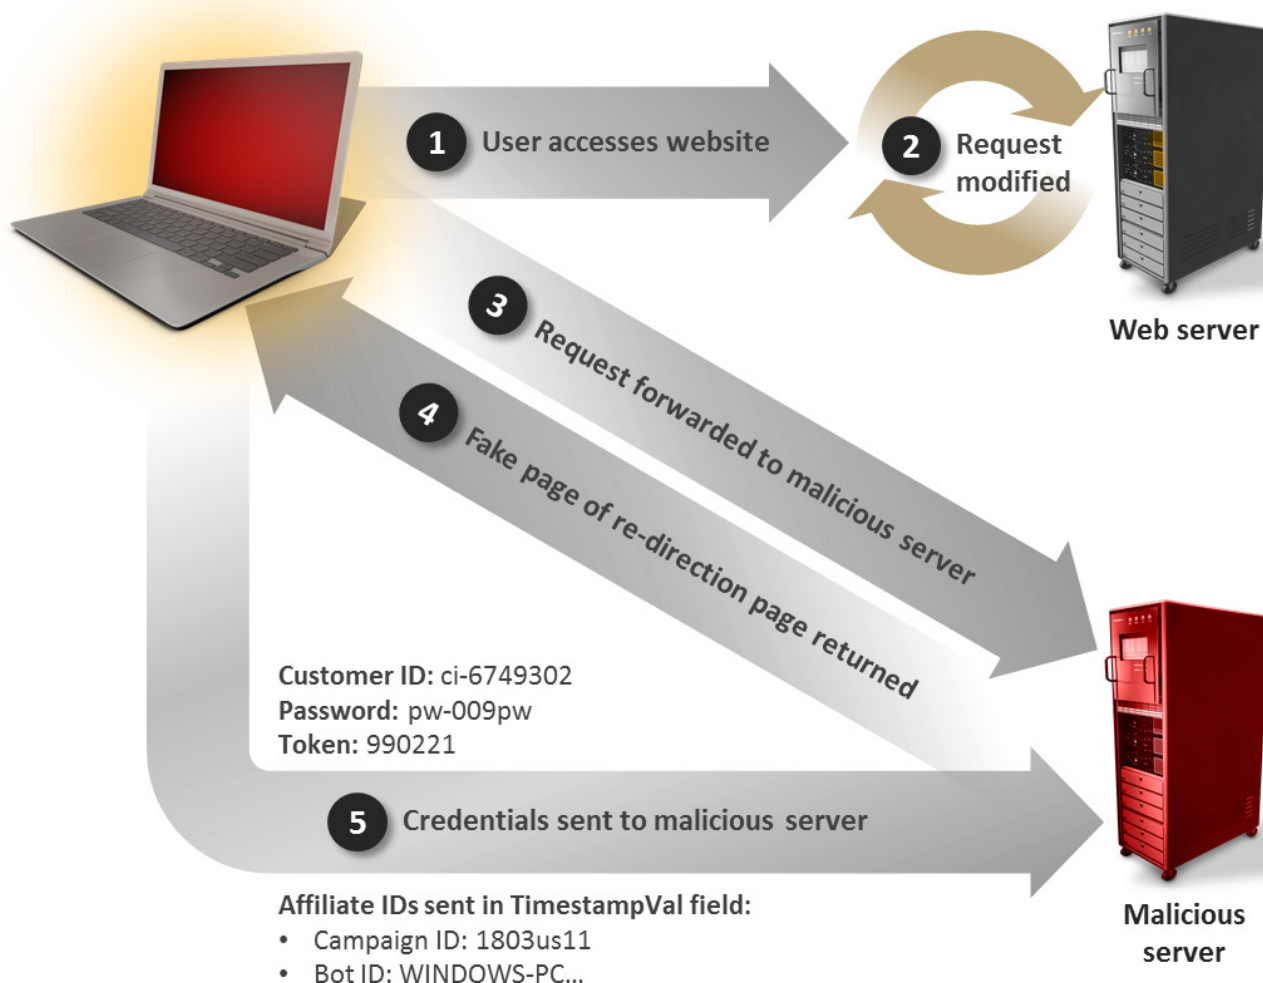 1 User accesses website
2 Request
modified
Web server
3 Request forwarded to malicious server
4 Fake page of re-direction page returned
Customer ID: ci-6749302
Password: pw-009pw
Token: 990221
5 Credentials sent to malicious server
Affiliate IDs sent in TimestampVal field:
• Campaign ID: 1803us11
• Bot ID: WINDOWS-PC...
Malicious
server